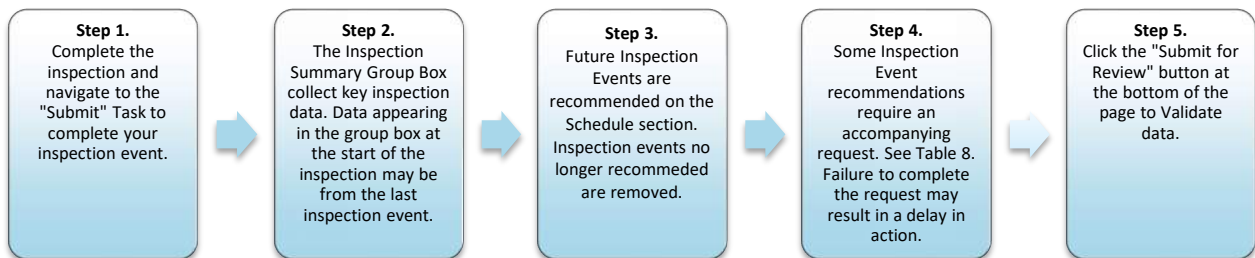 Step 1.
Complete the
inspection and
navigate to the
"Submit" Task to
complete your
inspection event.
Step 2.
The Inspection
Summary Group Box
collect key inspection
data. Data appearing
in the group box at
the start of the
inspection may be
from the last
inspection event.
Step 3.
Future Inspection
Events are
recommended on the
Schedule section.
Inspection events no
longer recommeded
are removed.
Step 4.
Some Inspection
Event
recommendations
require an
accompanying
request. See Table 8.
Failure to complete
the request may
result in a delay in
action.
Step 5.
Click the "Submit for
Review" button at
the bottom of the
page to Validate
data.